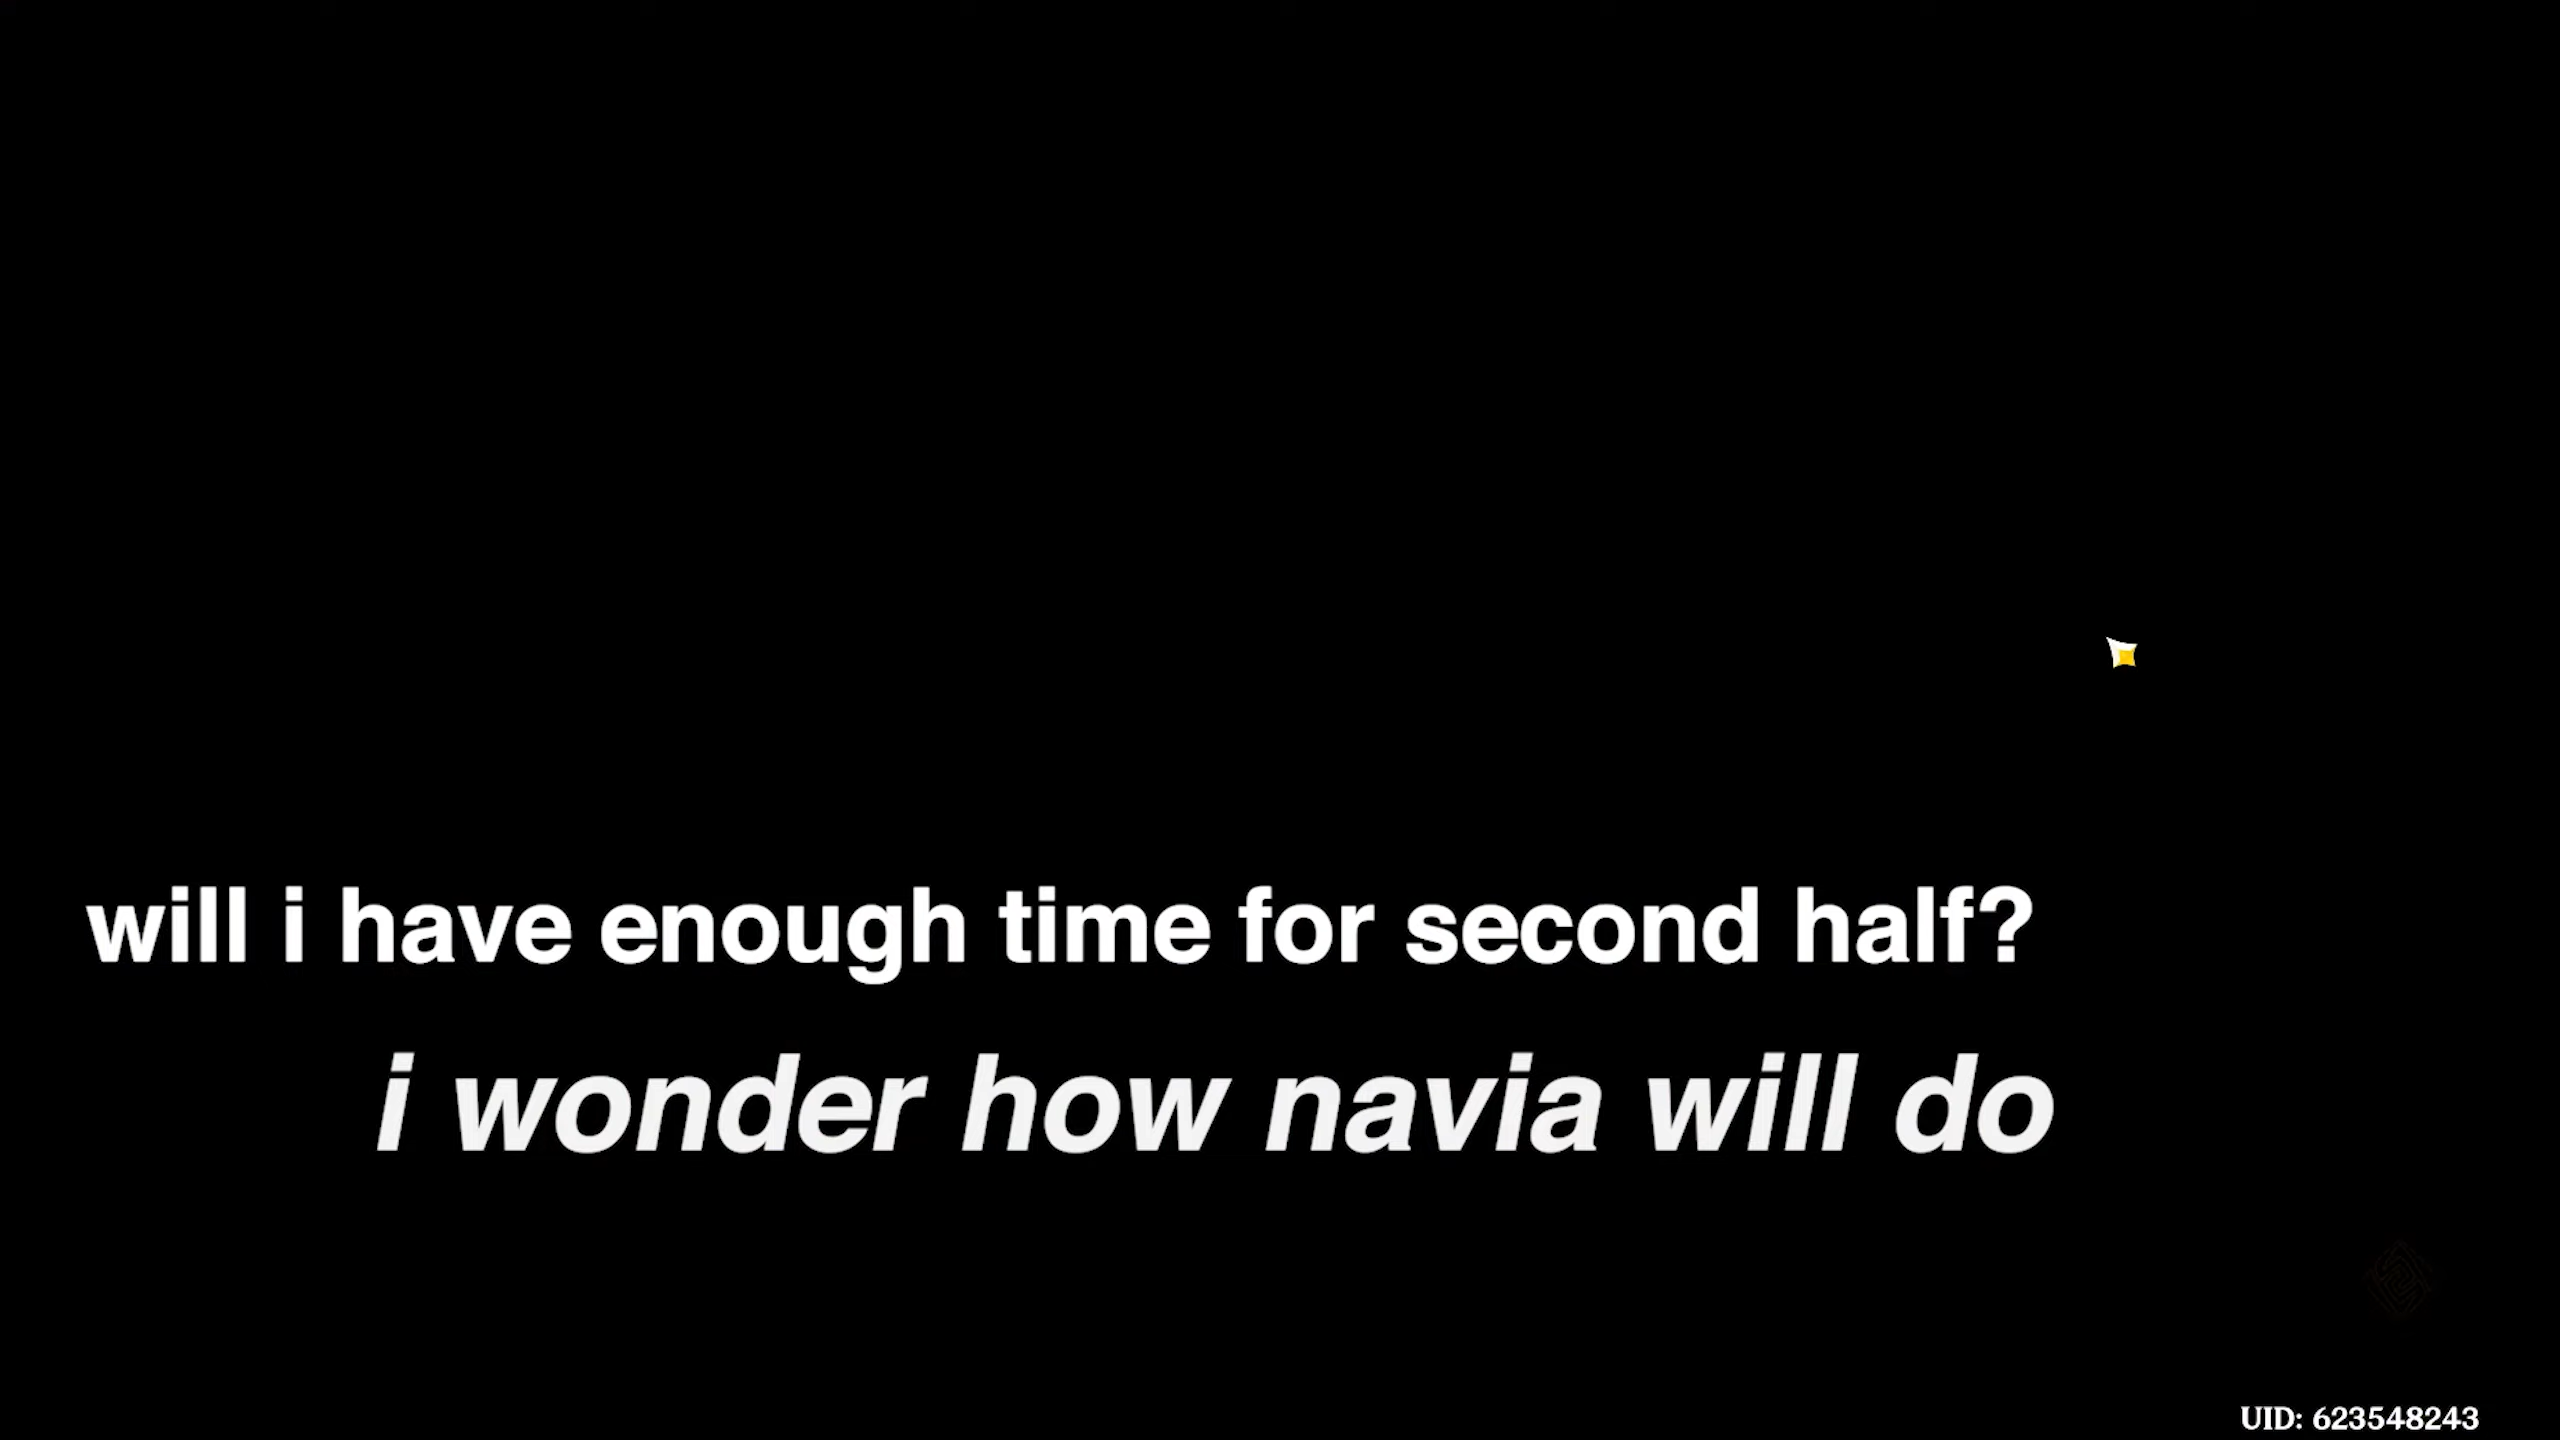 will i have enough time for second half?
i wonder how navia will do
UID: 623548243